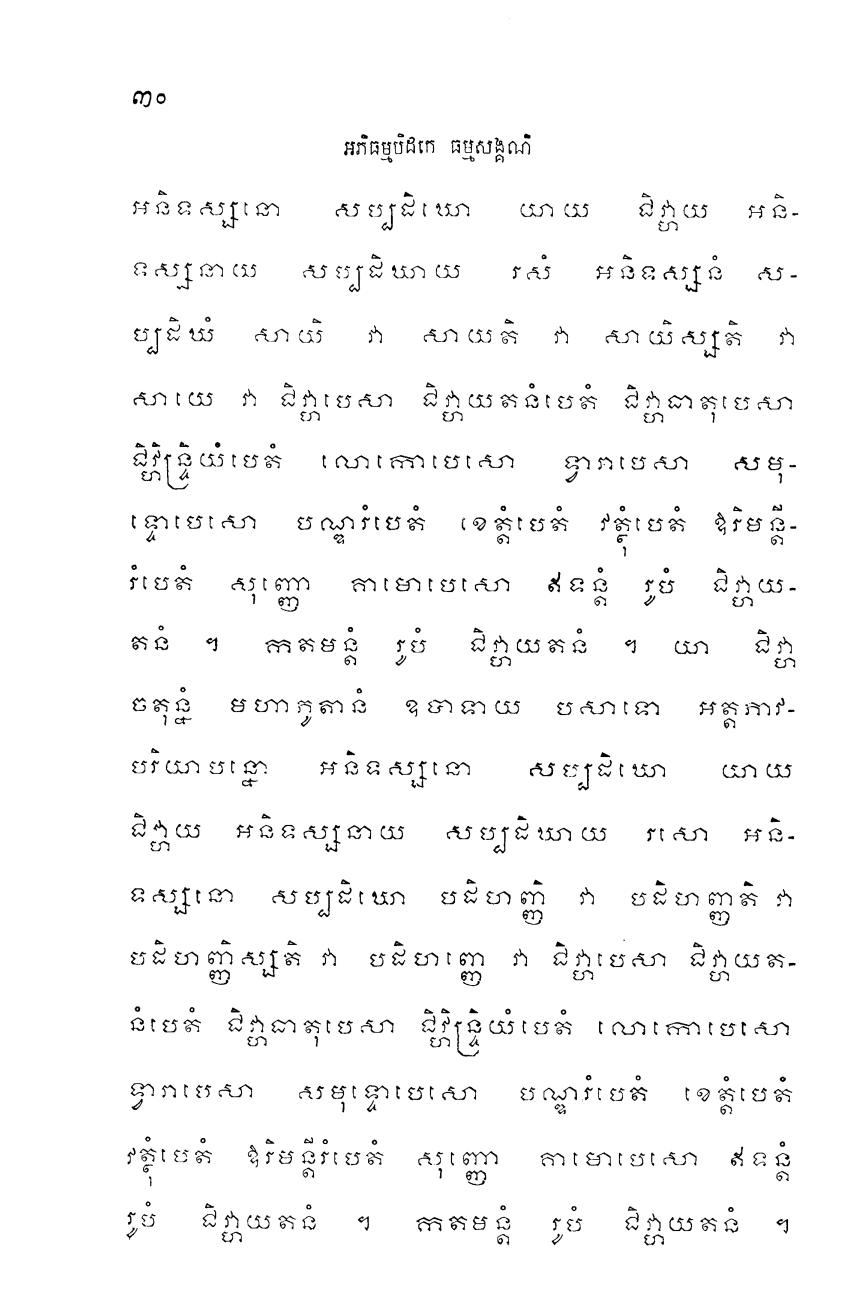 ៣០
អភិធម្មបិដកេ ធម្មសង្គណី
អនិទស្សនោ សប្បដិឃោ យាយ ជិវ្ហាយ អនិ-
ទស្សនាយ សប្បដិឃាយ រសំ អនិទស្សនំ ស-
ប្បដិឃំ សាយិ វា សាយតិ វា សាយិស្សតិ វា
សាយេ វា ជិវ្ហាបេសា ជិវ្ហាយតនំបេតំ ជិវ្ហាធាតុបេសា
ជិវ្ហិន្ទ្រិយំបេតំ លោកោបេសោ ទ្វារាបេសា សមុ-
ទ្ទោបេសោ បណ្ឌរំបេតំ ខេត្តំបេតំ វត្ថុំបេតំ ឱរិមន្តី-
រំបេតំ សុញ្ញោ គាមោបេសោ ឥទន្តំ រូបំ ជិវ្ហាយ-
តនំ ។ កតមន្តំ រូបំ ជិវ្ហាយតនំ ។ យា ជិវ្ហា
ចតុន្នំ មហាភូតានំ ឧបាទាយ បសាទោ អត្តភាវ-
បរិយាបន្នោ អនិទស្សនោ សប្បដិឃោ យាយ
ជិវ្ហាយ អនិទស្សនាយ សប្បដិឃាយ រសោ អនិ-
ទស្សនោ សប្បដិឃោ បដិហញ្ញិ វា បដិហញ្ញតិ វា
បដិហញ្ញិស្សតិ វា បដិហញ្ញេ វា ជិវ្ហាបេសា ជិវ្ហាយត-
នំបេតំ ជិវ្ហាធាតុបេសា ជិវ្ហិន្ទ្រិយំបេតំ លោកោបេសោ
ទ្វារាបេសា សមុទ្ទោបេសោ បណ្ឌរំបេតំ ខេត្តំបេតំ
វត្ថុំបេតំ ឱរិមន្តីរំបេតំ សុញ្ញោ គាមោបេសោ ឥទន្តំ
រូបំ ជិវ្ហាយតនំ ។ កតមន្តំ រូបំ ជិវ្ហាយតនំ ។